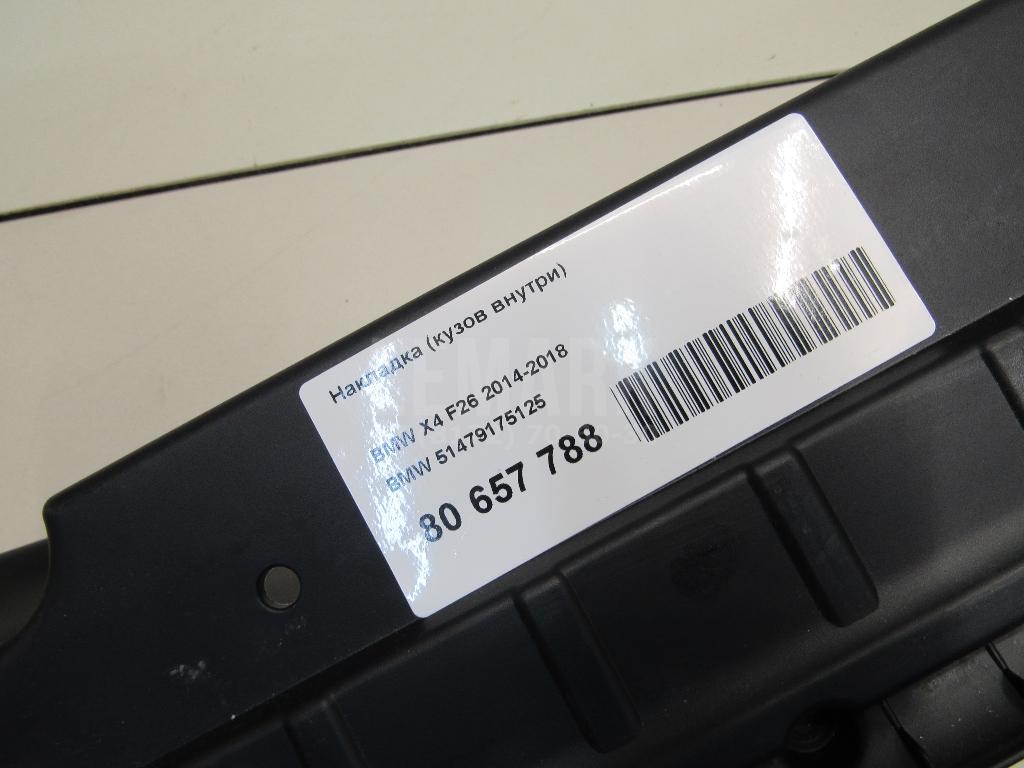 Накладка (кузов внутри)
BMW X4 F26 2014-2018
BMW 51479175125
80 657 788